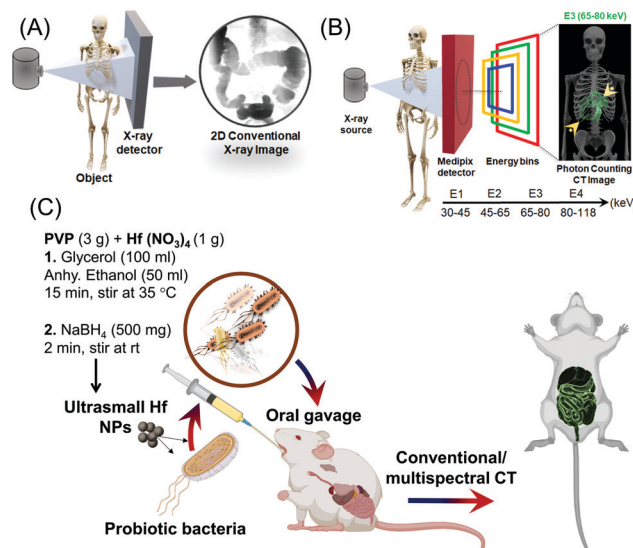 (A)
X-ray
detector
Object
2D Conventional
X-ray Image
(B)
E3 (65-80 keV)
X-ray
source
Medipix
detector
Energy bins
Photon Counting
CT Image
E1 E2 E3 E4
(keV)
30-45 45-65 65-80 80-118
(C)
PVP (3 g) + Hf (NO3)4 (1 g)
1. Glycerol (100 ml)
Anhy. Ethanol (50 ml)
15 min, stir at 35 °C
2. NaBH4 (500 mg)
2 min, stir at rt
Ultrasmall Hf
NPs
Probiotic bacteria
Oral gavage
Conventional/
multispectral CT